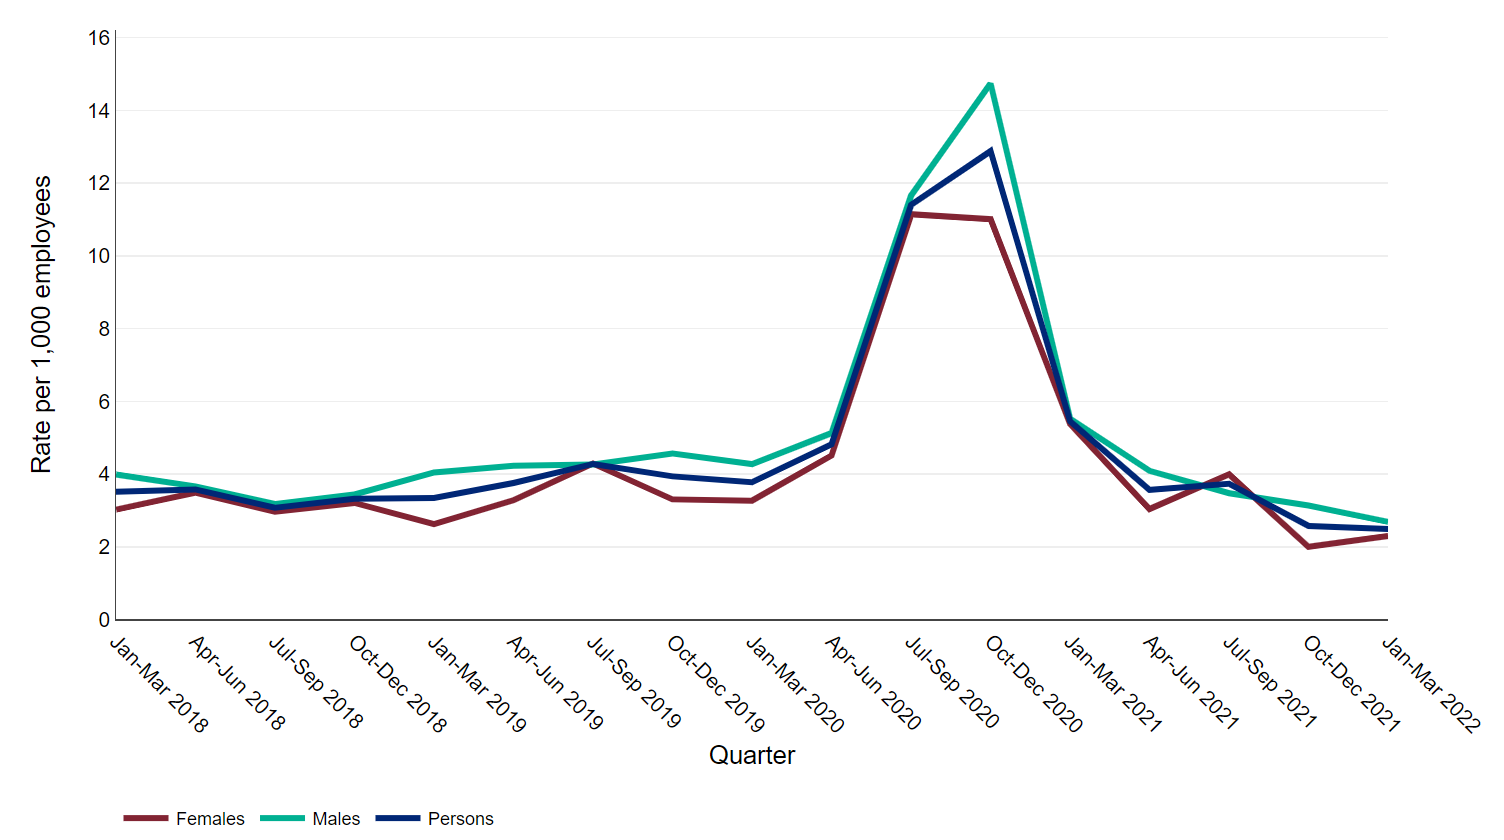 Rate per 1,000 employees
16
14
12
10
8
6
4
2
0
Jan-Mar 2018
Apr-Jun 2018
Jul-Sep 2018
Oct-Dec 2018
Jan-Mar 2019
Apr-Jun 2019
Jul-Sep 2019
Oct-Dec 2019
Jan-Mar 2020
Apr-Jun 2020
Jul-Sep 2020
Oct-Dec 2020
Jan-Mar 2021
Apr-Jun 2021
Jul-Sep 2021
Oct-Dec 2021
Jan-Mar 2022
Quarter
Females Males Persons